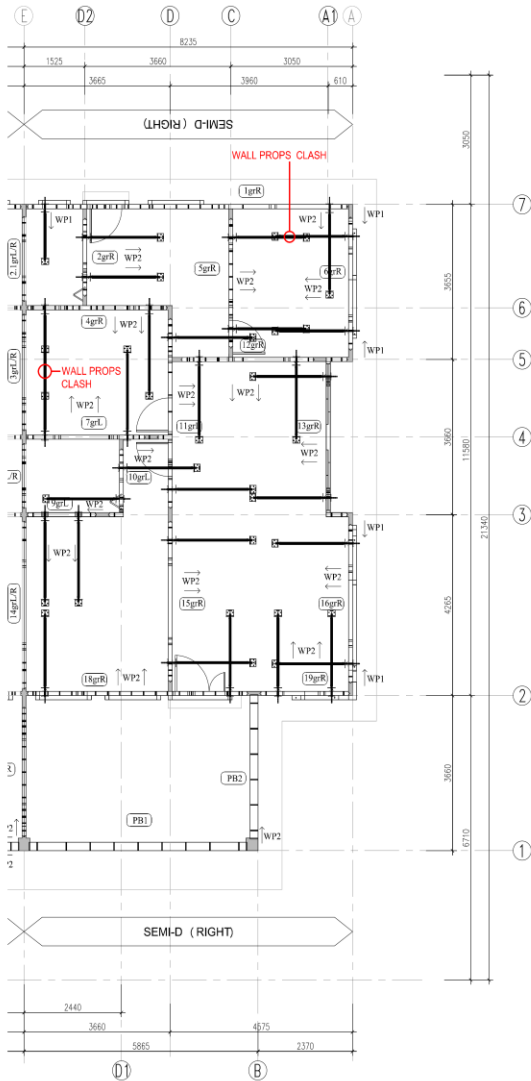 E D2 D C A1 A
8235
1525 3660 3050
3665 3960 610
SEMI-D (RIGHT)
WALL PROPS CLASH
3050
1grR
7
WP1 WP2 WP1
2.1grL/R
2grR
WP2
5grR
WP2
6grR
WP2
3655
6
4grR
WP2
12grR
WP1
5
3grL/R
WALL PROPS
CLASH
WP2
7grL
WP2
11grR
WP2
13grR
WP2
3660
11580
4
L/R
WP2
10grL
9grL
WP2
3
WP1
21340
14grL/R
WP2
WP2
15grR
WP2
16grR
4265
WP2
18grR
WP2
19grR
WP1
2
R
PB2
3660
6710
PB1
WP2
1
SEMI-D (RIGHT)
2440
3660 4575
5865 2370
D1 B